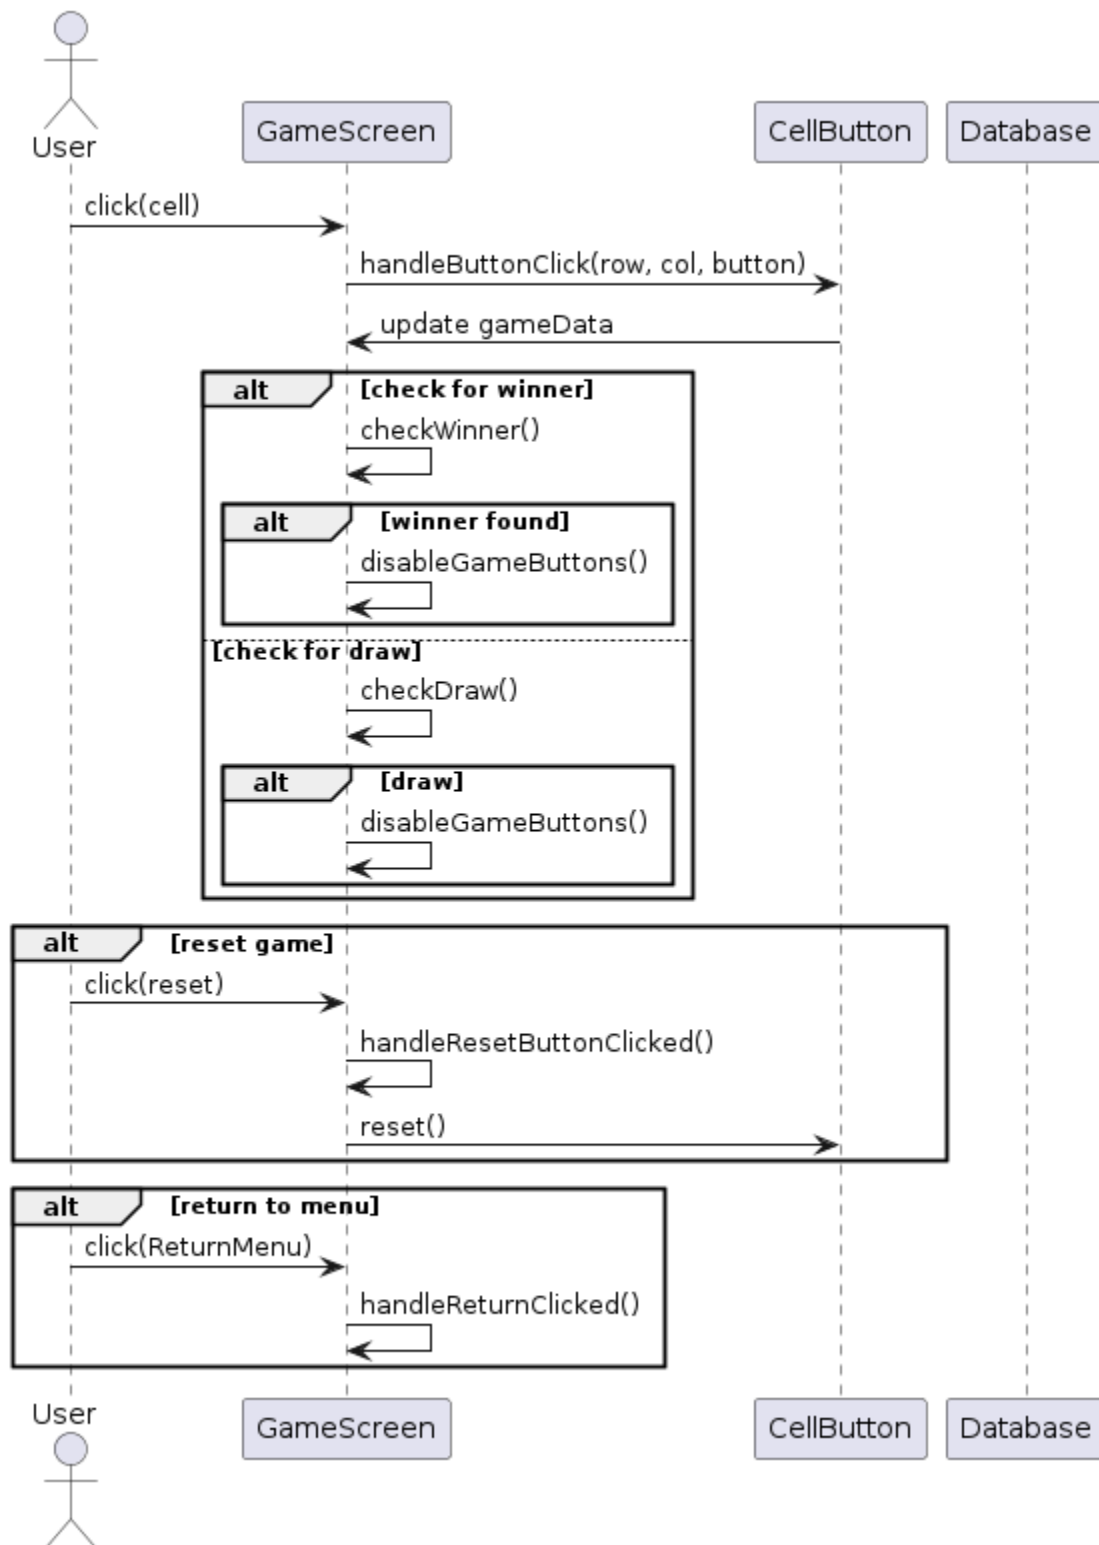 User
GameScreen
CellButton
Database
click(cell)
handleButtonClick(row, col, button)
update gameData
alt
[check for winner]
checkWinner()
alt
[winner found]
disableGameButtons()
[check for draw]
checkDraw()
alt
[draw]
disableGameButtons()
alt
[reset game]
click(reset)
handleResetButtonClicked()
reset()
alt
[return to menu]
click(ReturnMenu)
handleReturnClicked()
User
GameScreen
CellButton
Database